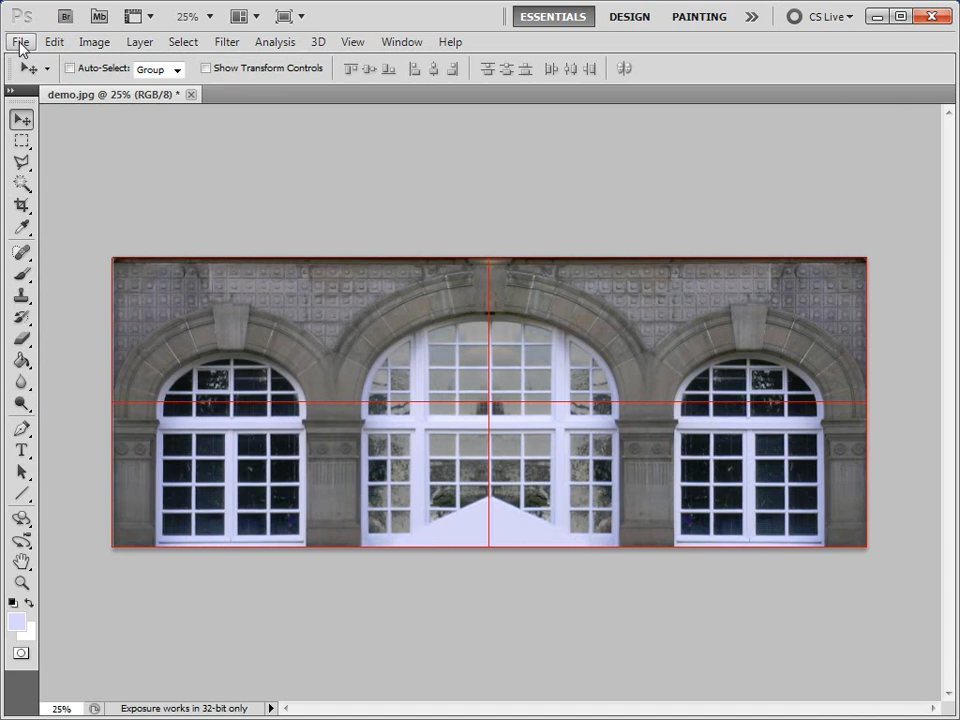 Ps Br Mb 25% ESSENTIALS DESIGN PAINTING CS Live
File Edit Image Layer Select Filter Analysis 3D View Window Help
Auto-Select: Group Show Transform Controls
demo.jpg @ 25% (RGB/8) *
T
25% Exposure works in 32-bit only